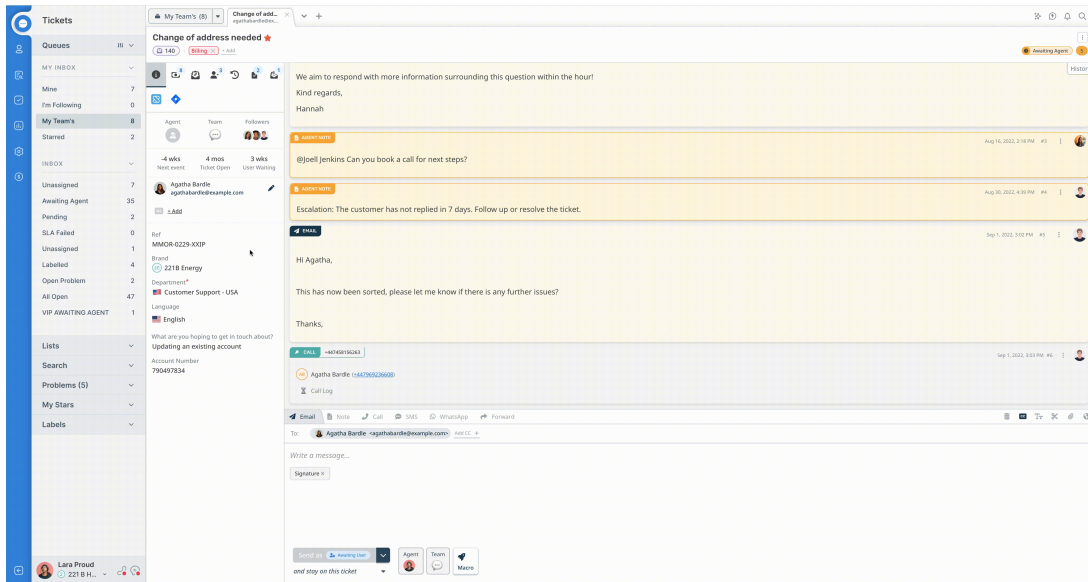 Tickets
Queues
MY INBOX
Mine 7
I'm Following 0
My Team's 8
Starred 2
INBOX
Unassigned 7
Awaiting Agent 35
Pending 2
SLA Failed 0
Unassigned 1
Labelled 4
Open Problem 2
All Open 47
VIP AWAITING AGENT 1
Lists
Search
Problems (5)
My Stars
Labels
Lara Proud
221 B H...
My Team's (8)
Change of add...
agathabardle@ex...
Change of address needed
140
Billing ×
+ Add
Awaiting Agent
Agent Team Followers
-4 wks 4 mos 3 wks
Next event Ticket Open User Waiting
Agatha Bardle
agathabardle@example.com
+ Add
Ref
MMOR-0229-XXIP
Brand
221B Energy
Department*
Customer Support - USA
Language
English
What are you hoping to get in touch about?
Updating an existing account
Account Number
790497834
Histor
We aim to respond with more information surrounding this question within the hour!
Kind regards,
Hannah
AGENT NOTE
Aug 16, 2022, 2:18 PM #3
@Joell Jenkins Can you book a call for next steps?
AGENT NOTE
Aug 30, 2022, 4:39 PM #4
Escalation: The customer has not replied in 7 days. Follow up or resolve the ticket.
EMAIL
Sep 1, 2022, 3:02 PM #5
Hi Agatha,
This has now been sorted, please let me know if there is any further issues?
Thanks,
CALL +447458156263
Sep 1, 2022, 3:03 PM #6
AB Agatha Bardle (+447969236608)
Call Log
Email Note Call SMS WhatsApp Forward
To: Agatha Bardle <agathabardle@example.com> Add CC +
Write a message...
Signature ×
Send as Awaiting User
and stay on this ticket
Agent
Team
Macro